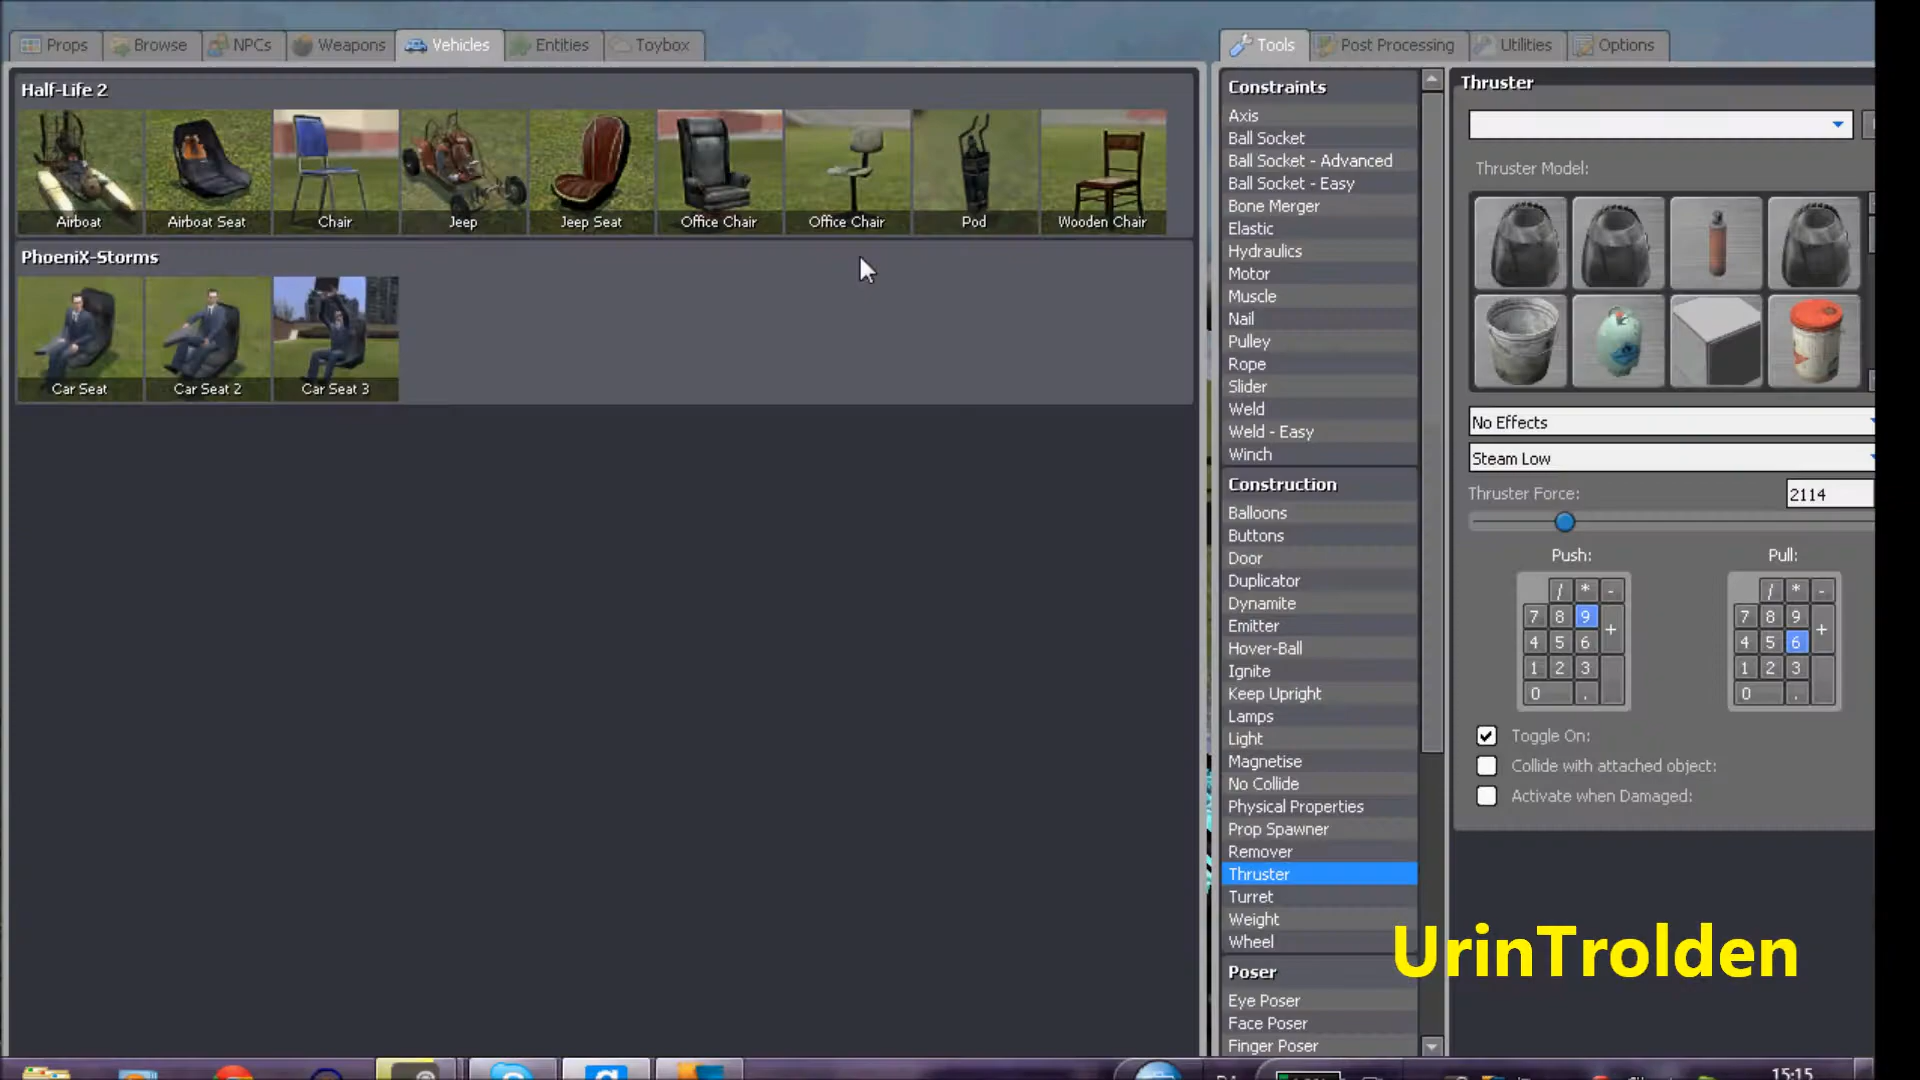 Props Browse NPCs Weapons Vehicles Entities Toybox
Half-Life 2
Airboat Airboat Seat Chair Jeep Jeep Seat Office Chair Office Chair Pod Wooden Chair
PhoeniX-Storms
Car Seat Car Seat 2 Car Seat 3
Tools Post Processing Utilities Options
Constraints
Axis
Ball Socket
Ball Socket - Advanced
Ball Socket - Easy
Bone Merger
Elastic
Hydraulics
Motor
Muscle
Nail
Pulley
Rope
Slider
Weld
Weld - Easy
Winch
Construction
Balloons
Buttons
Door
Duplicator
Dynamite
Emitter
Hover-Ball
Ignite
Keep Upright
Lamps
Light
Magnetise
No Collide
Physical Properties
Prop Spawner
Remover
Thruster
Turret
Weight
Wheel
Poser
Eye Poser
Face Poser
Finger Poser
Thruster
Thruster Model:
No Effects
Steam Low
Thruster Force: 2114
Push: Pull:
/ * - / * -
7 8 9 + 7 8 9 +
4 5 6 4 5 6
1 2 3 1 2 3
0 . 0 .
Toggle On:
Collide with attached object:
Activate when Damaged:
UrinTrolden
15:15